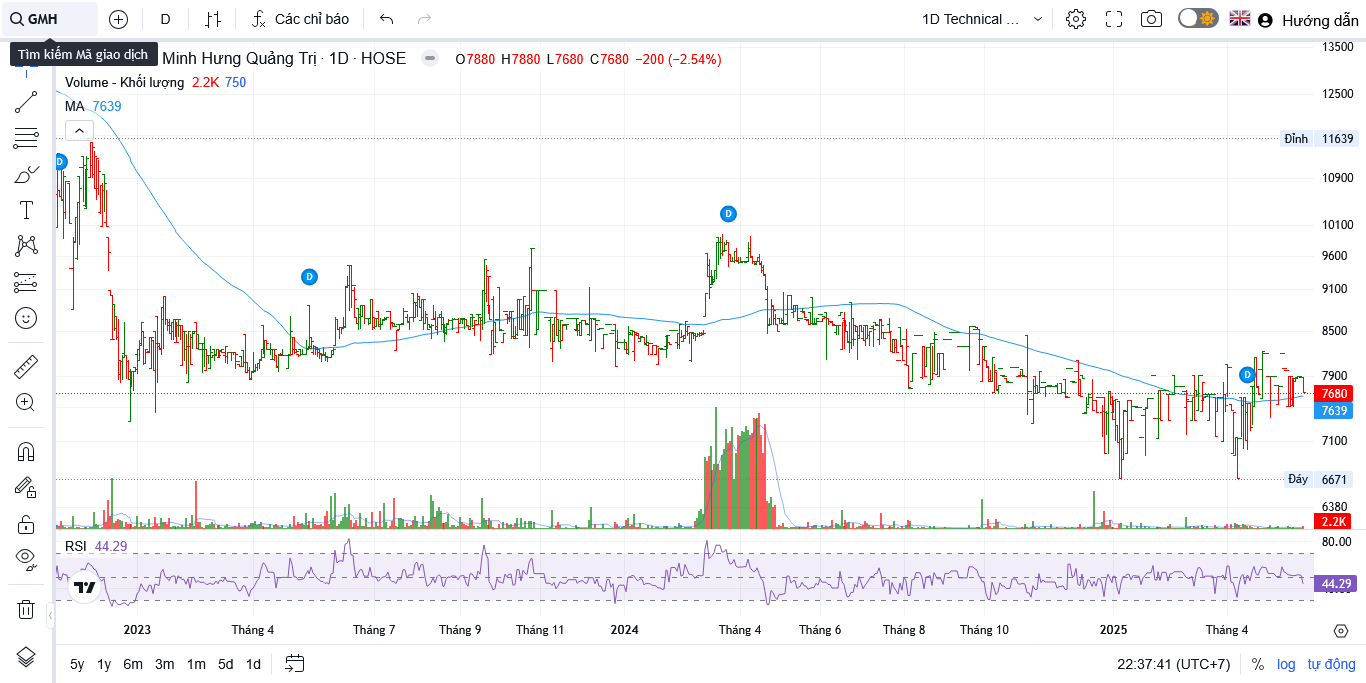 GMH
D
Các chỉ báo
1D Technical ...
Hướng dẫn
Tìm kiếm Mã giao dịch
Minh Hưng Quảng Trị · 1D · HOSE
O7880 H7880 L7680 C7680 −200 (−2.54%)
Volume - Khối lượng 2.2K 750
MA 7639
13500
12500
Đỉnh 11639
10900
10100
9600
9100
8500
7900
7680
7639
7100
Đáy 6671
6380
2.2K
D
D
D
D
RSI 44.29
80.00
44.29
2023
Tháng 4
Tháng 7
Tháng 9
Tháng 11
2024
Tháng 4
Tháng 6
Tháng 8
Tháng 10
2025
Tháng 4
5y 1y 6m 3m 1m 5d 1d
22:37:41 (UTC+7)
% log tự động